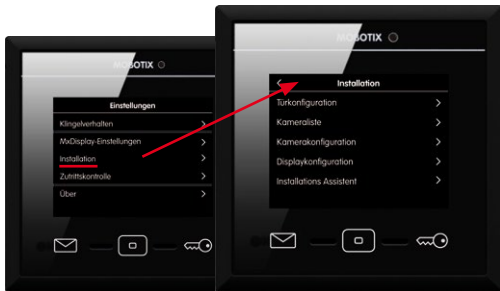 MOBOTIX
Einstellungen
Klingelverhalten
MxDisplay-Einstellungen
Installation
Zutrittskontrolle
Über
MOBOTIX
Installation
Türkonfiguration
Kameraliste
Kamerakonfiguration
Displaykonfiguration
Installations Assistent